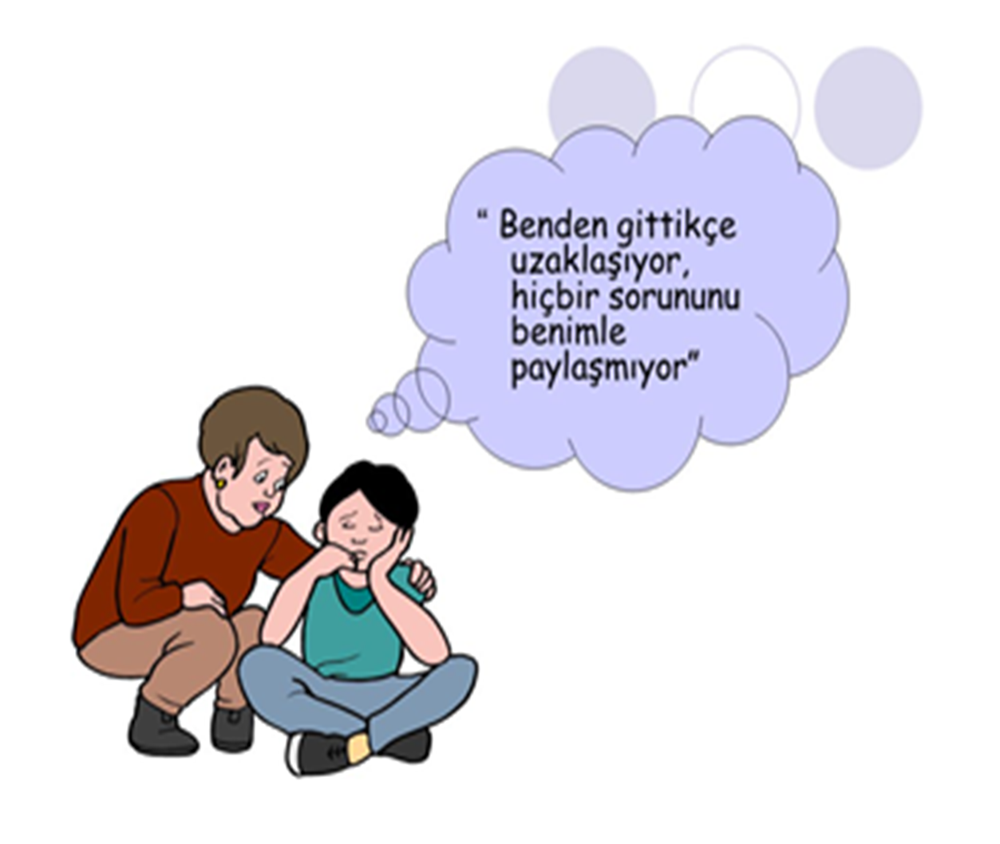 “ Benden gittikçe
uzaklaşıyor,
hiçbir sorununu
benimle
paylaşmıyor”